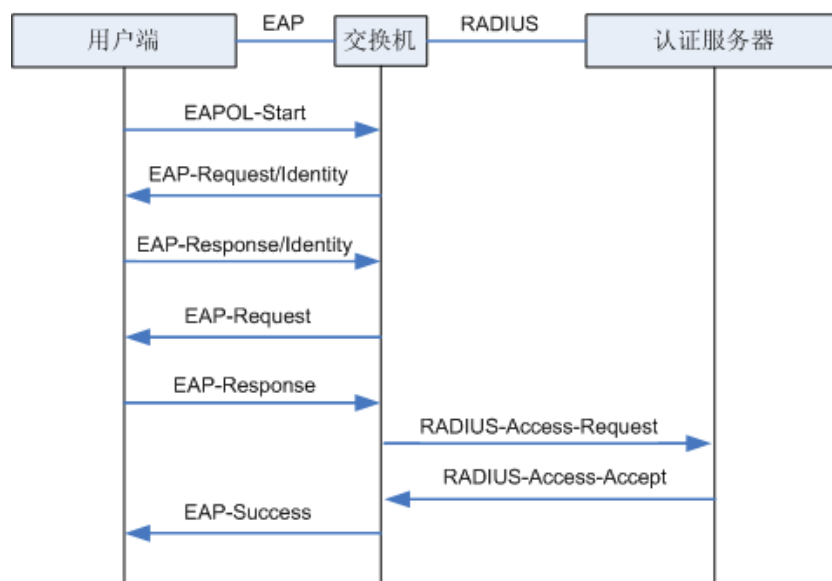 用户端
EAP
交换机
RADIUS
认证服务器
EAPOL-Start
EAP-Request/Identity
EAP-Response/Identity
EAP-Request
EAP-Response
RADIUS-Access-Request
RADIUS-Access-Accept
EAP-Success